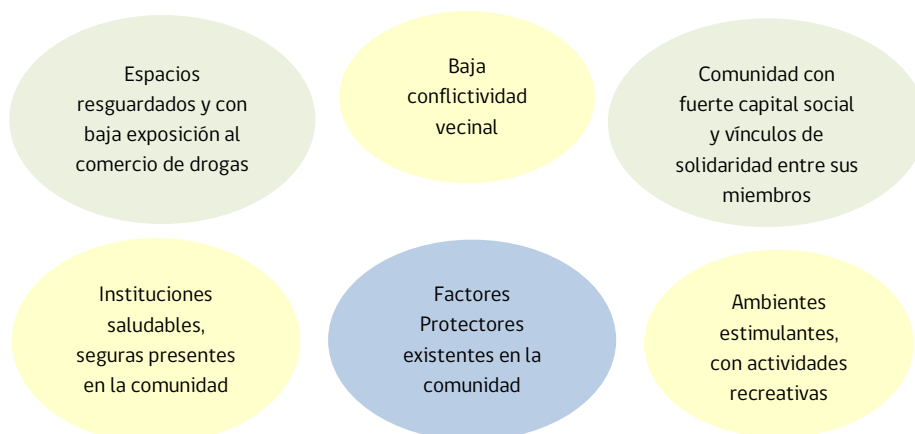 Espacios
resguardados y con
baja exposición al
comercio de drogas
Baja
conflictividad
vecinal
Comunidad con
fuerte capital social
y vínculos de
solidaridad entre sus
miembros
Instituciones
saludables,
seguras presentes
en la comunidad
Factores
Protectores
existentes en la
comunidad
Ambientes
estimulantes,
con actividades
recreativas